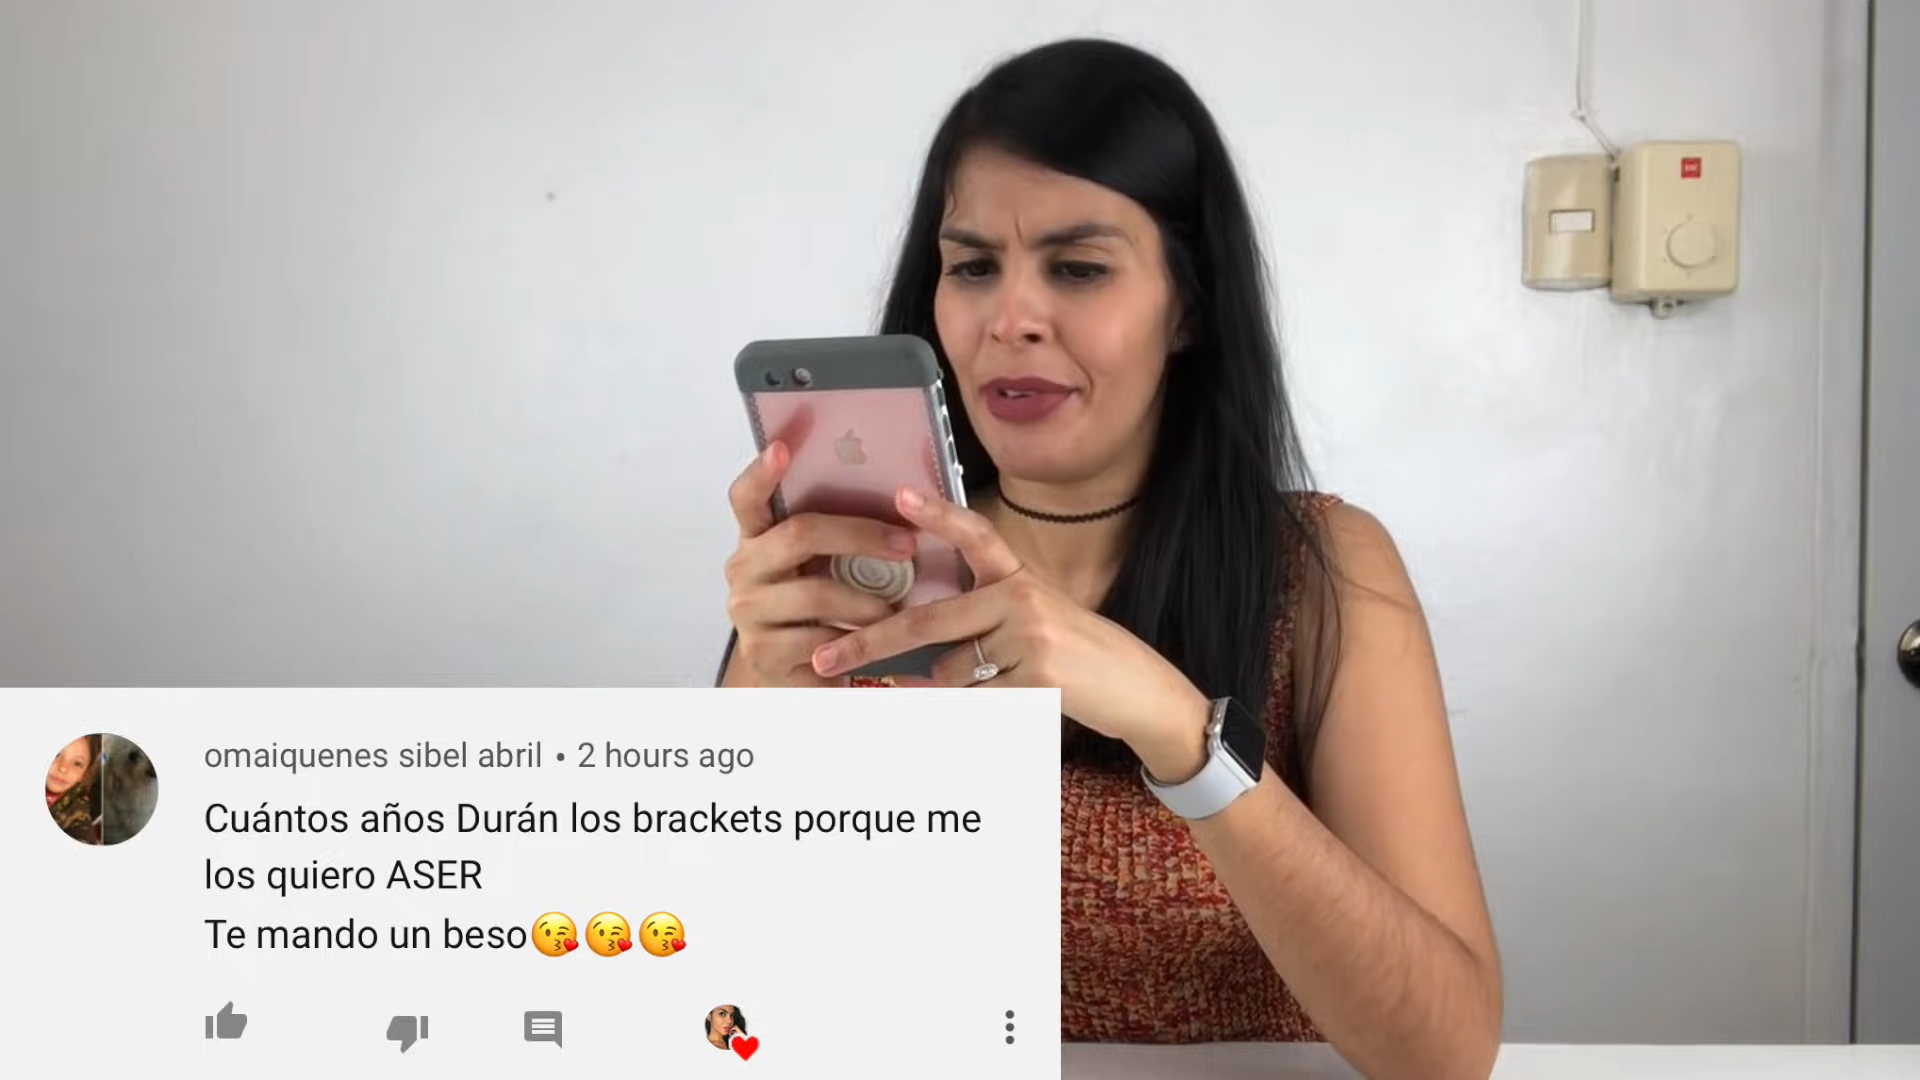 omaiquenes sibel abril • 2 hours ago
Cuántos años Durán los brackets porque me
los quiero ASER
Te mando un beso😘😘😘